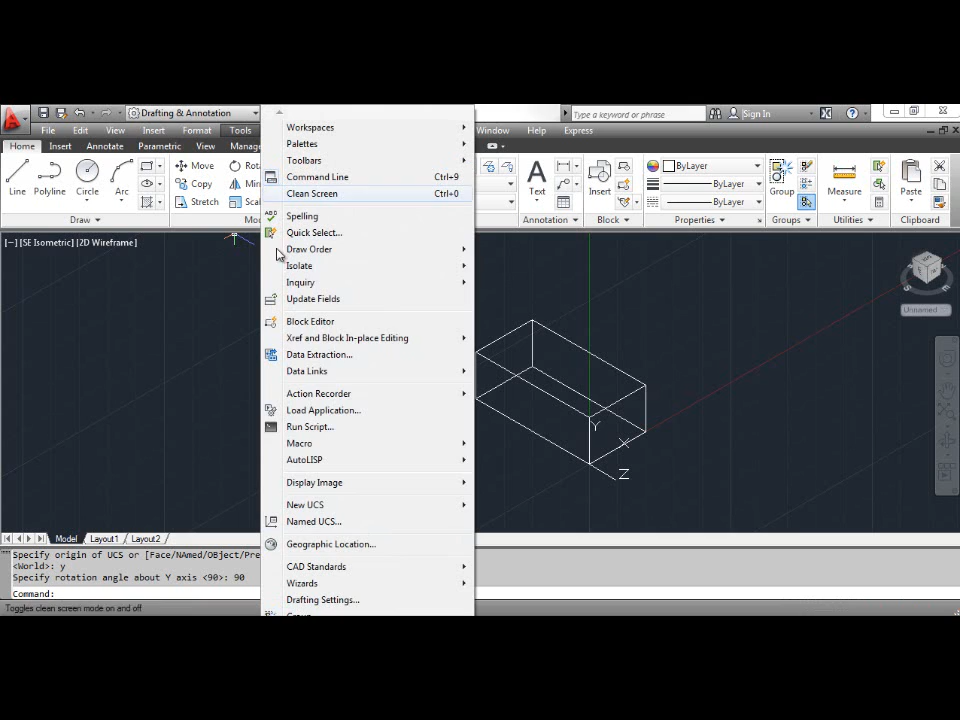 Drafting & Annotation
Type a keyword or phrase
Sign In
File
Edit
View
Insert
Format
Tools
Window
Help
Express
Home
Insert
Annotate
Parametric
View
Manag
Line
Polyline
Circle
Arc
Move
Copy
Stretch
Rot
Mirr
Scal
Draw
Text
Annotation
Insert
Block
ByLayer
ByLayer
ByLayer
Properties
Group
Groups
Measure
Utilities
Paste
Clipboard
[−][SE Isometric][2D Wireframe]
Workspaces
Palettes
Toolbars
Command Line Ctrl+9
Clean Screen Ctrl+0
ABC
Spelling
Quick Select...
Draw Order
Isolate
Inquiry
Update Fields
Block Editor
Xref and Block In-place Editing
Data Extraction...
Data Links
Action Recorder
Load Application...
Run Script...
Macro
AutoLISP
Display Image
New UCS
Named UCS...
Geographic Location...
CAD Standards
Wizards
Drafting Settings...
Y
X
Z
S
E
Unnamed
Model
Layout1
Layout2
Specify origin of UCS or [Face/NAmed/OBject/Pre
<World>: y
Specify rotation angle about Y axis <90>: 90
Command:
Toggles clean screen mode on and off